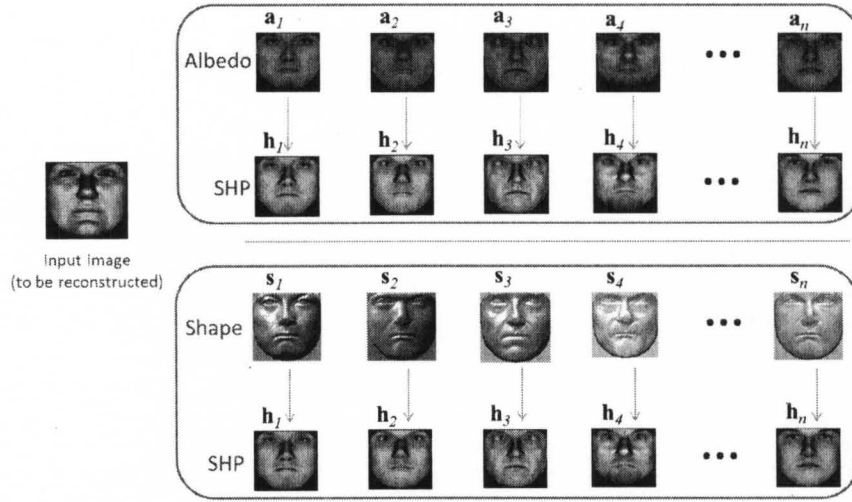 a1 a2 a3 a4 an
Albedo •••
h1 h2 h3 h4 hn
SHP •••
Input Image
(to be reconstructed)
s1 s2 s3 s4 sn
Shape •••
h1 h2 h3 h4 hn
SHP •••